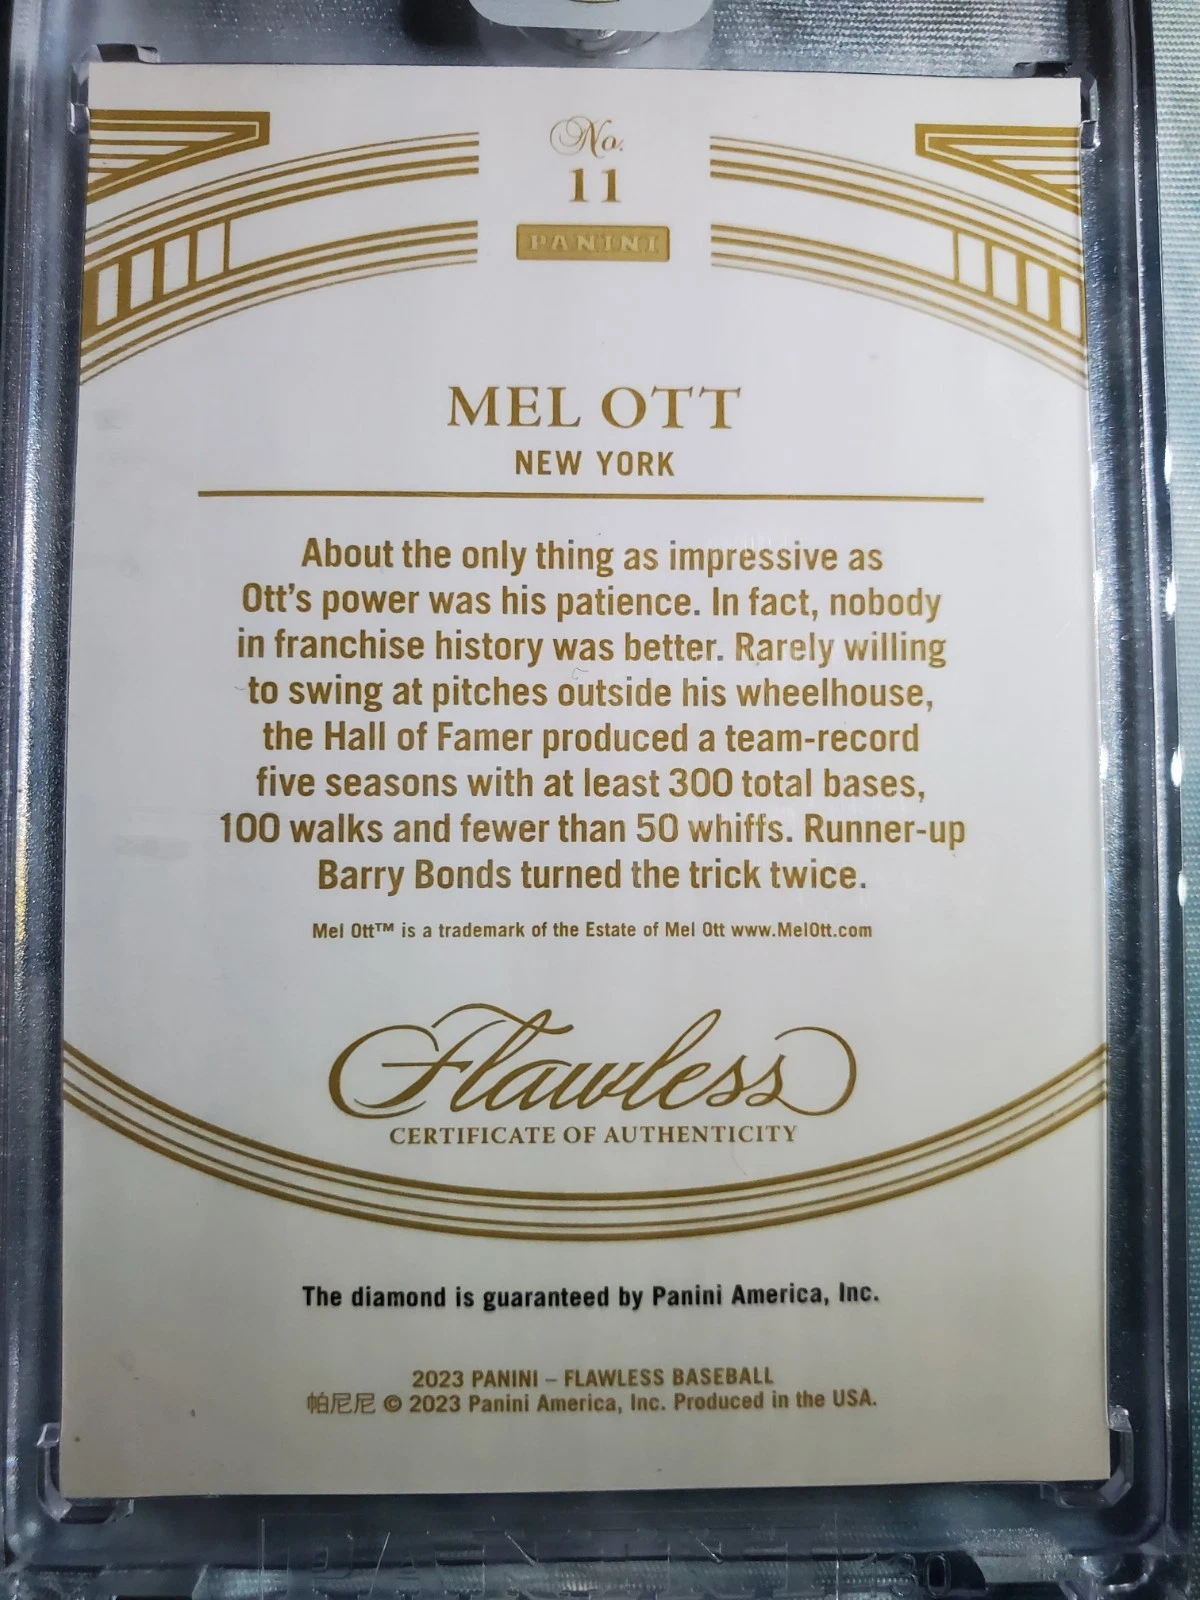 No.
11
PANINI
MEL OTT
NEW YORK
About the only thing as impressive as
Ott's power was his patience. In fact, nobody
in franchise history was better. Rarely willing
to swing at pitches outside his wheelhouse,
the Hall of Famer produced a team-record
five seasons with at least 300 total bases,
100 walks and fewer than 50 whiffs. Runner-up
Barry Bonds turned the trick twice.
Mel Ott™ is a trademark of the Estate of Mel Ott www.MelOtt.com
Flawless
CERTIFICATE OF AUTHENTICITY
The diamond is guaranteed by Panini America, Inc.
2023 PANINI – FLAWLESS BASEBALL
帕尼尼 © 2023 Panini America, Inc. Produced in the USA.
PANINI